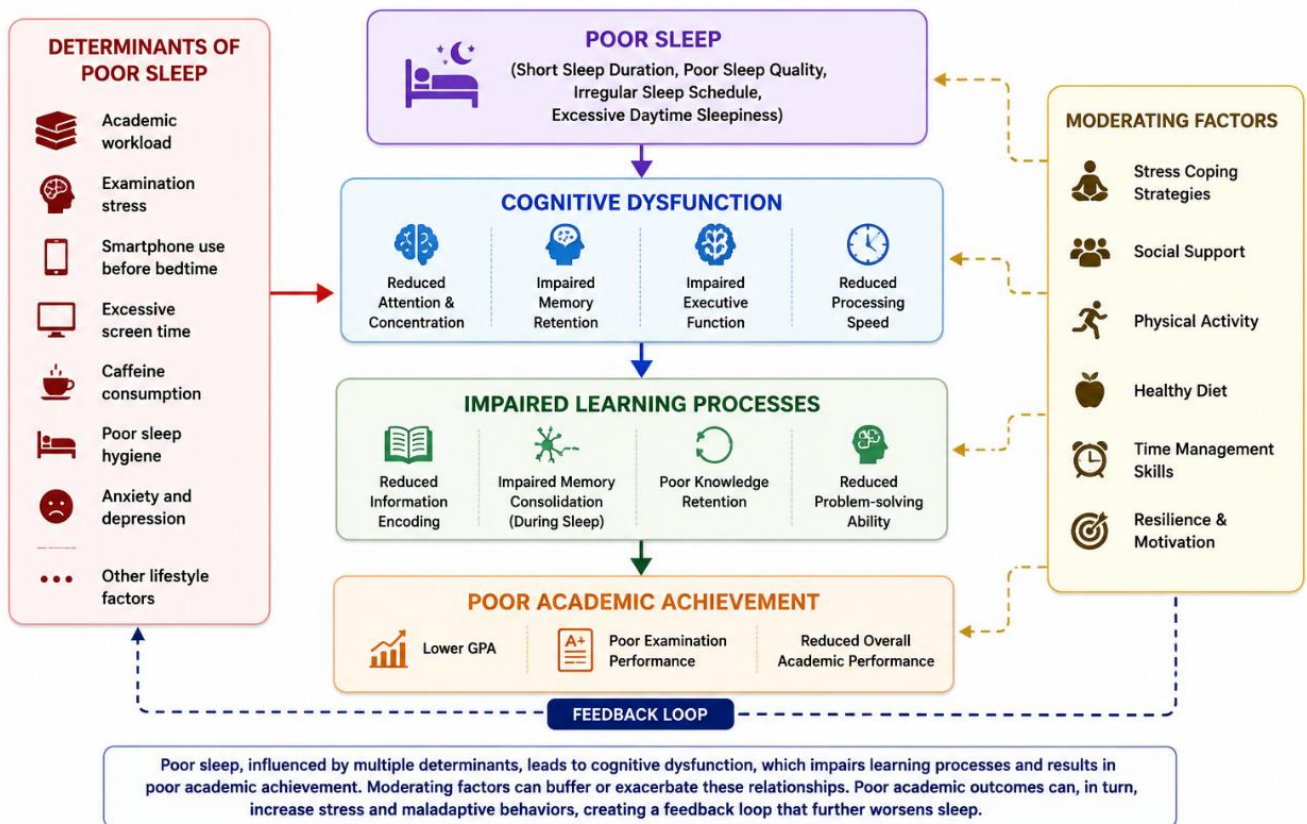 DETERMINANTS OF
POOR SLEEP
Academic
workload
Examination
stress
Smartphone use
before bedtime
Excessive
screen time
Caffeine
consumption
Poor sleep
hygiene
Anxiety and
depression
Other lifestyle
factors
POOR SLEEP
(Short Sleep Duration, Poor Sleep Quality,
Irregular Sleep Schedule,
Excessive Daytime Sleepiness)
COGNITIVE DYSFUNCTION
Reduced
Attention &
Concentration
Impaired
Memory
Retention
Impaired
Executive
Function
Reduced
Processing
Speed
IMPAIRED LEARNING PROCESSES
Reduced
Information
Encoding
Impaired Memory
Consolidation
(During Sleep)
Poor Knowledge
Retention
Reduced
Problem-solving
Ability
POOR ACADEMIC ACHIEVEMENT
Lower GPA
A+
Poor Examination
Performance
Reduced Overall
Academic Performance
MODERATING FACTORS
Stress Coping
Strategies
Social Support
Physical Activity
Healthy Diet
Time Management
Skills
Resilience &
Motivation
FEEDBACK LOOP
Poor sleep, influenced by multiple determinants, leads to cognitive dysfunction, which impairs learning processes and results in
poor academic achievement. Moderating factors can buffer or exacerbate these relationships. Poor academic outcomes can, in turn,
increase stress and maladaptive behaviors, creating a feedback loop that further worsens sleep.